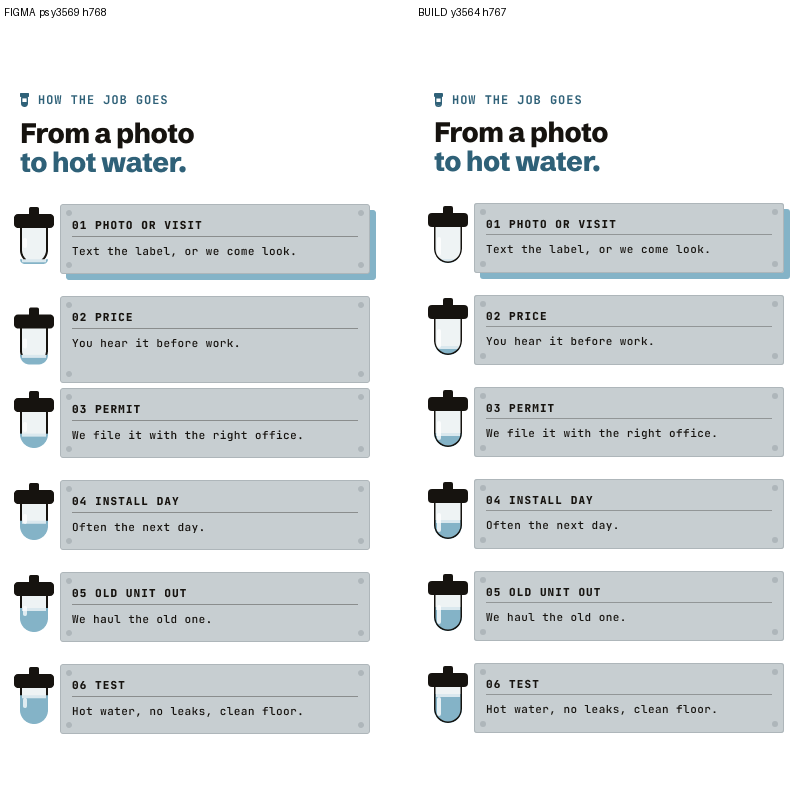 FIGMA psy3569 h768
HOW THE JOB GOES
From a photo
to hot water.
01 PHOTO OR VISIT
Text the label, or we come look.
02 PRICE
You hear it before work.
03 PERMIT
We file it with the right office.
04 INSTALL DAY
Often the next day.
05 OLD UNIT OUT
We haul the old one.
06 TEST
Hot water, no leaks, clean floor.
BUILD y3564 h767
HOW THE JOB GOES
From a photo
to hot water.
01 PHOTO OR VISIT
Text the label, or we come look.
02 PRICE
You hear it before work.
03 PERMIT
We file it with the right office.
04 INSTALL DAY
Often the next day.
05 OLD UNIT OUT
We haul the old one.
06 TEST
Hot water, no leaks, clean floor.